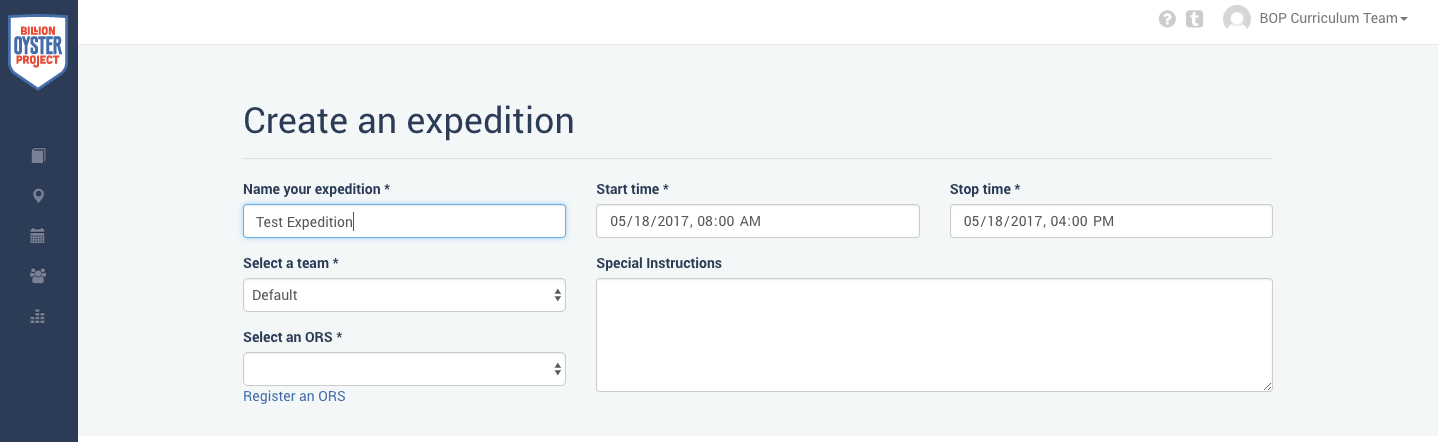 BILLION
OYSTER
PROJECT
? t BOP Curriculum Team
Create an expedition
Name your expedition * Start time * Stop time *
Test Expedition 05/18/2017, 08:00 AM 05/18/2017, 04:00 PM
Select a team * Special Instructions
Default
Select an ORS *
Register an ORS